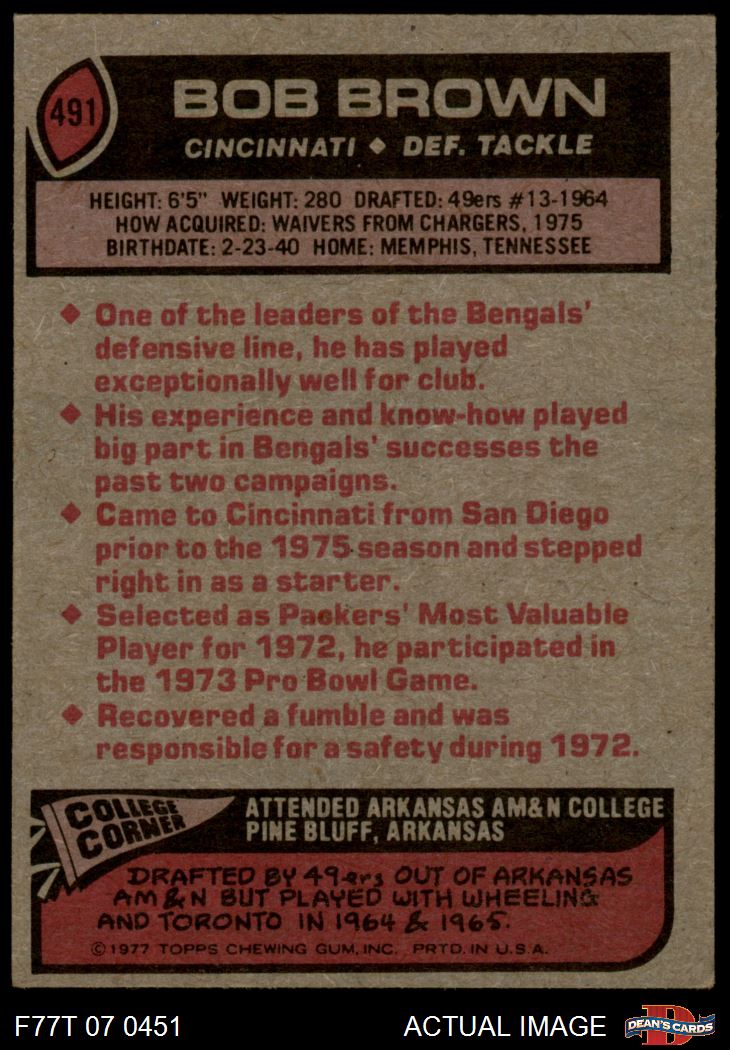 491
BOB BROWN
CINCINNATI ◆ DEF. TACKLE
HEIGHT: 6'5" WEIGHT: 280 DRAFTED: 49ers #13-1964
HOW ACQUIRED: WAIVERS FROM CHARGERS, 1975
BIRTHDATE: 2-23-40 HOME: MEMPHIS, TENNESSEE
◆ One of the leaders of the Bengals'
defensive line, he has played
exceptionally well for club.
◆ His experience and know-how played
big part in Bengals' successes the
past two campaigns.
◆ Came to Cincinnati from San Diego
prior to the 1975 season and stepped
right in as a starter.
◆ Selected as Packers' Most Valuable
Player for 1972, he participated in
the 1973 Pro Bowl Game.
◆ Recovered a fumble and was
responsible for a safety during 1972.
COLLEGE
CORNER
ATTENDED ARKANSAS AM&N COLLEGE
PINE BLUFF, ARKANSAS
DRAFTED BY 49ers OUT OF ARKANSAS
AM&N BUT PLAYED WITH WHEELING
AND TORONTO IN 1964 & 1965.
©1977 TOPPS CHEWING GUM, INC. PRTD. IN U.S.A.
F77T 07 0451
ACTUAL IMAGE
D
DEAN'S CARDS